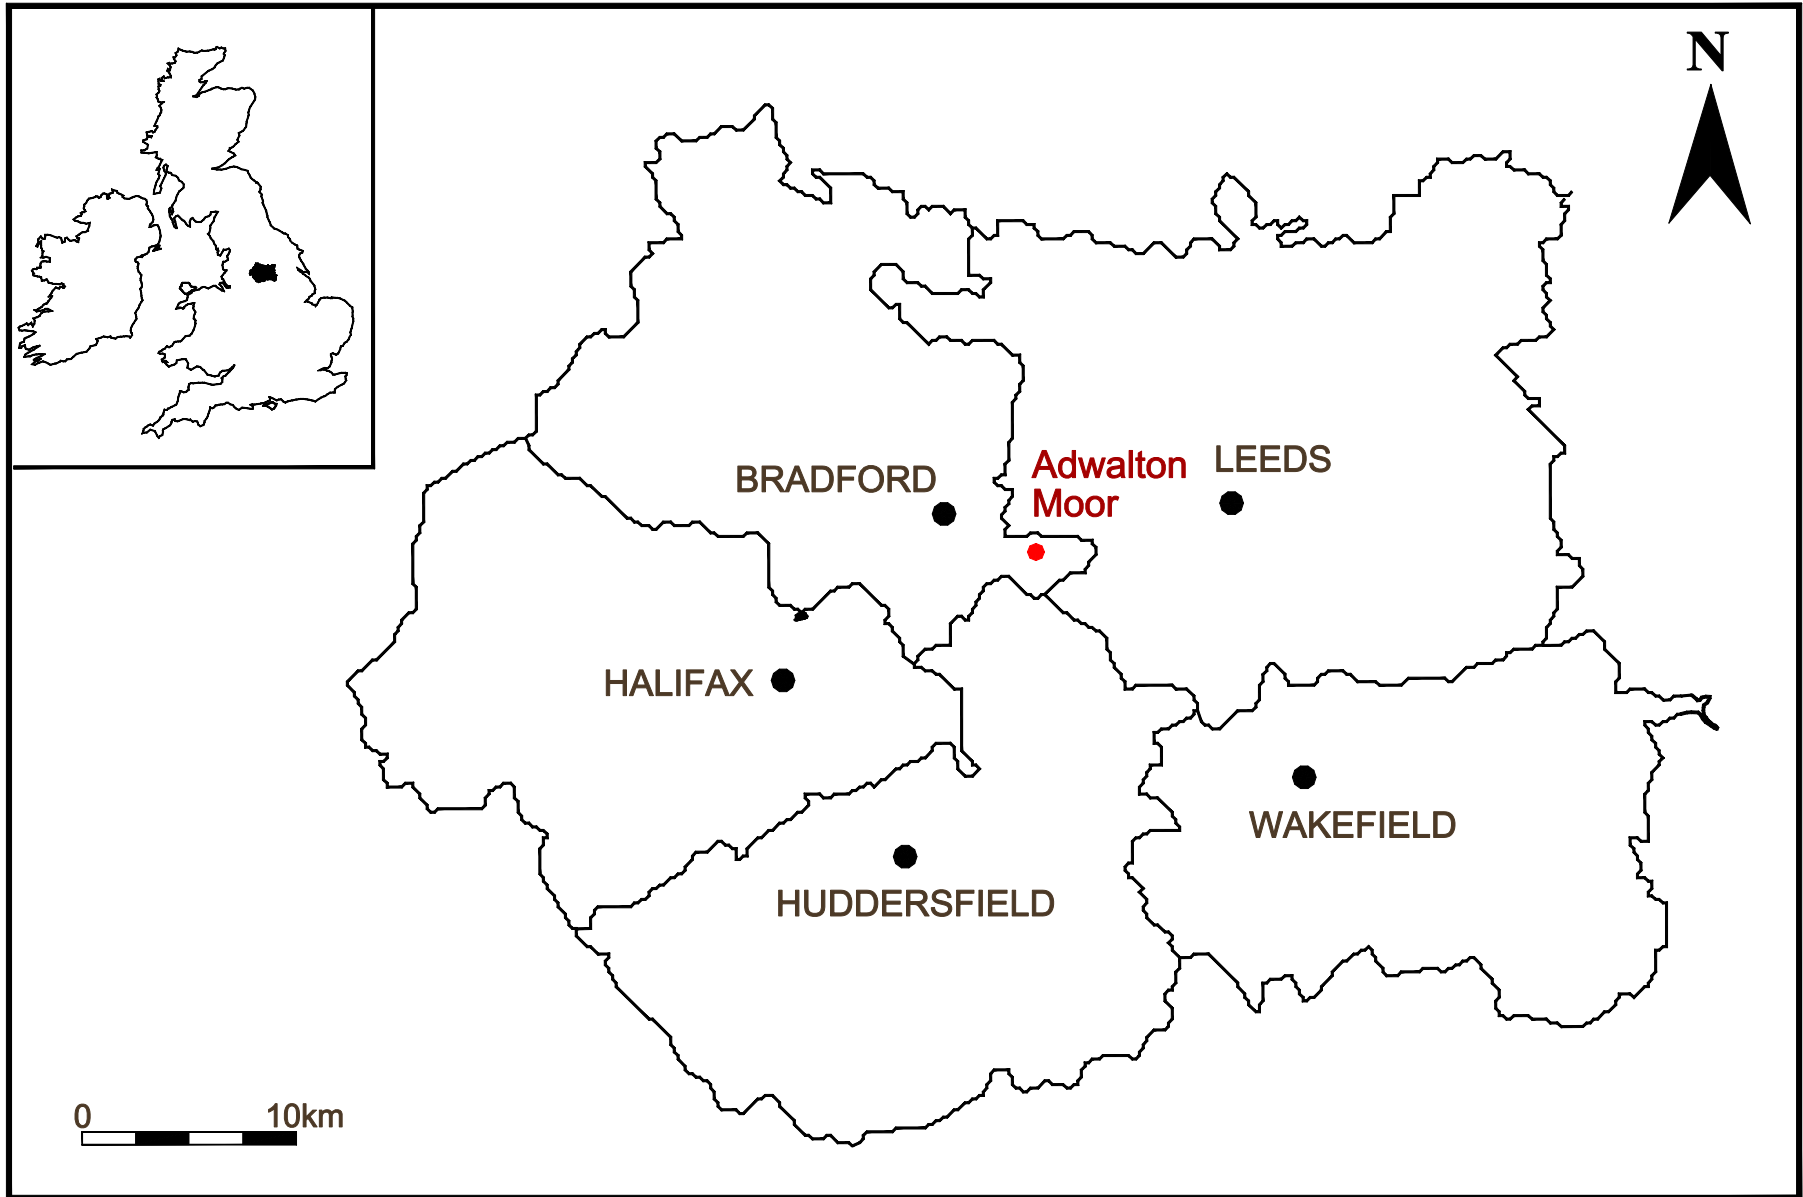 N
Adwalton
Moor
LEEDS
BRADFORD
HALIFAX
WAKEFIELD
HUDDERSFIELD
0 10km